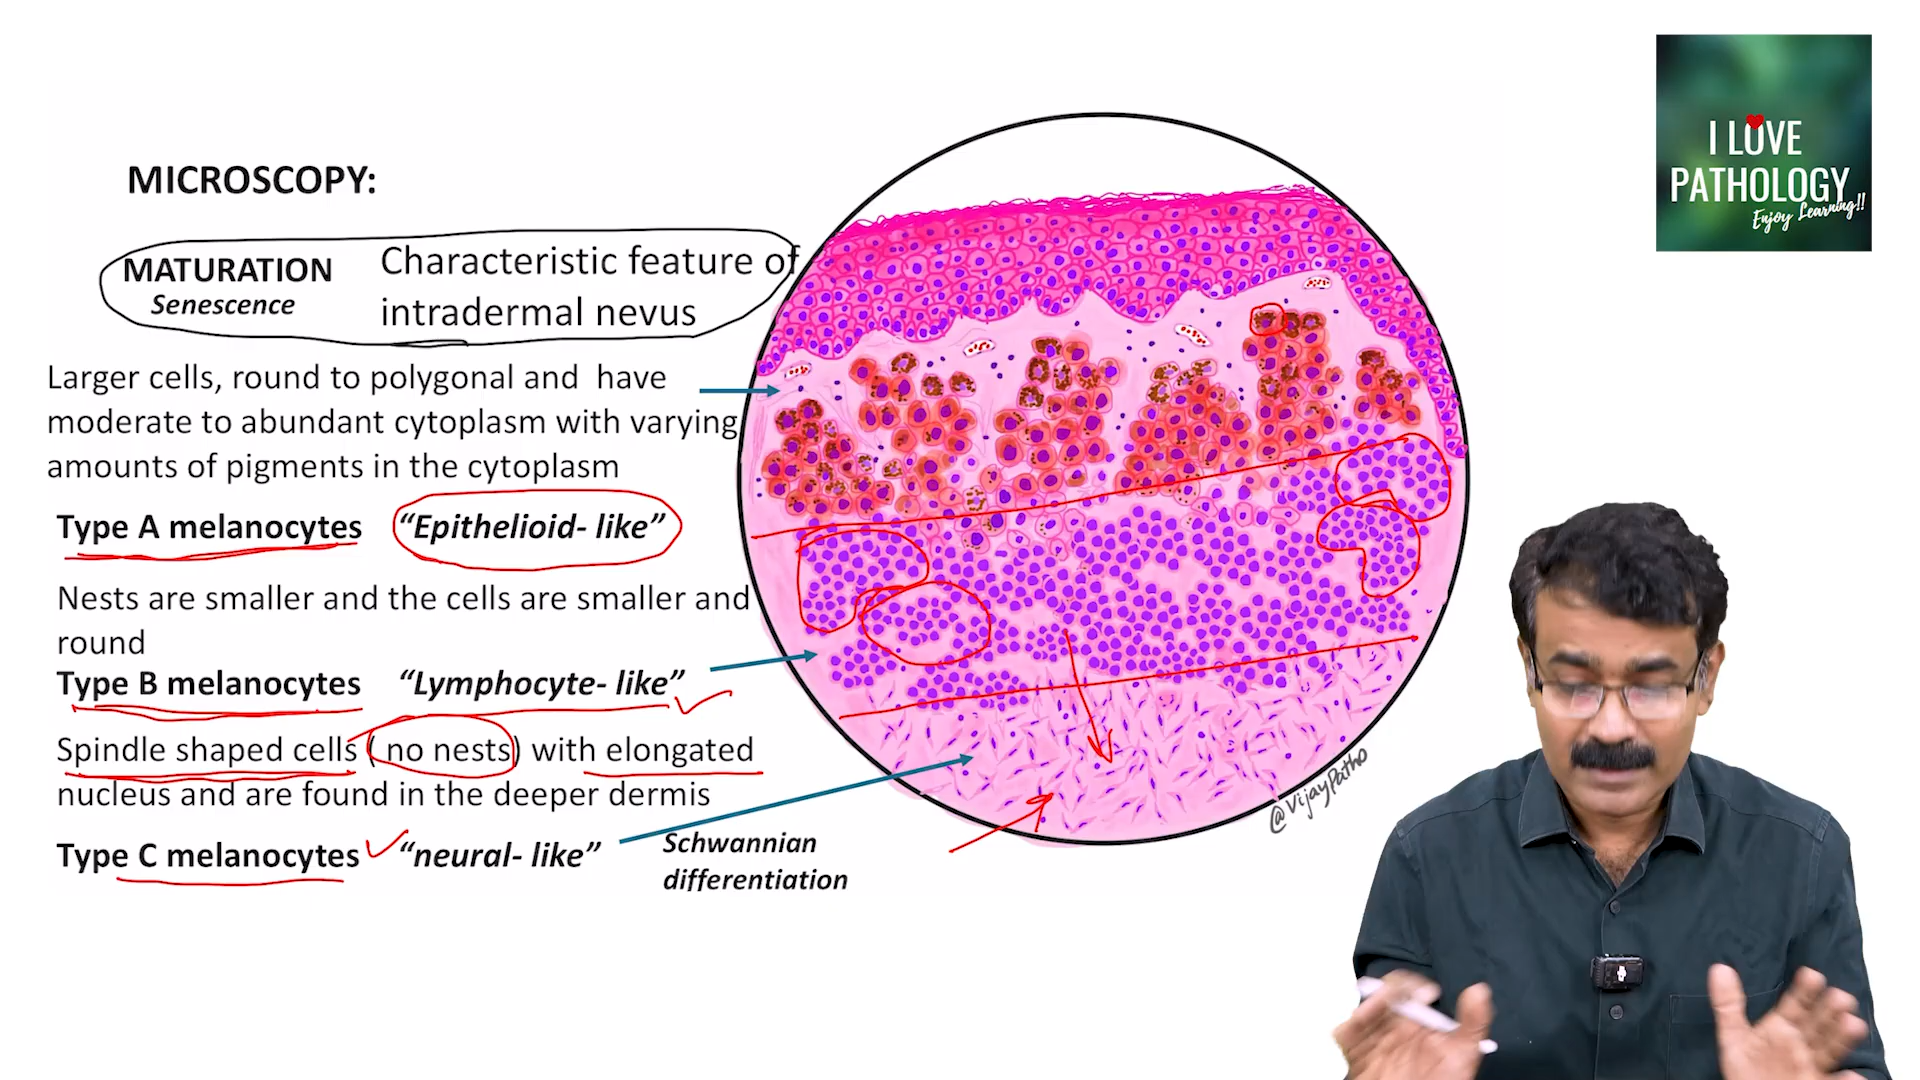 I LOVE
PATHOLOGY
Enjoy Learning!!
MICROSCOPY:
MATURATION
Senescence
Characteristic feature of
intradermal nevus
Larger cells, round to polygonal and have
moderate to abundant cytoplasm with varying
amounts of pigments in the cytoplasm
Type A melanocytes "Epithelioid- like"
Nests are smaller and the cells are smaller and
round
Type B melanocytes "Lymphocyte- like"
Spindle shaped cells ( no nests) with elongated
nucleus and are found in the deeper dermis
Type C melanocytes "neural- like"
Schwannian
differentiation
@VijayPatho